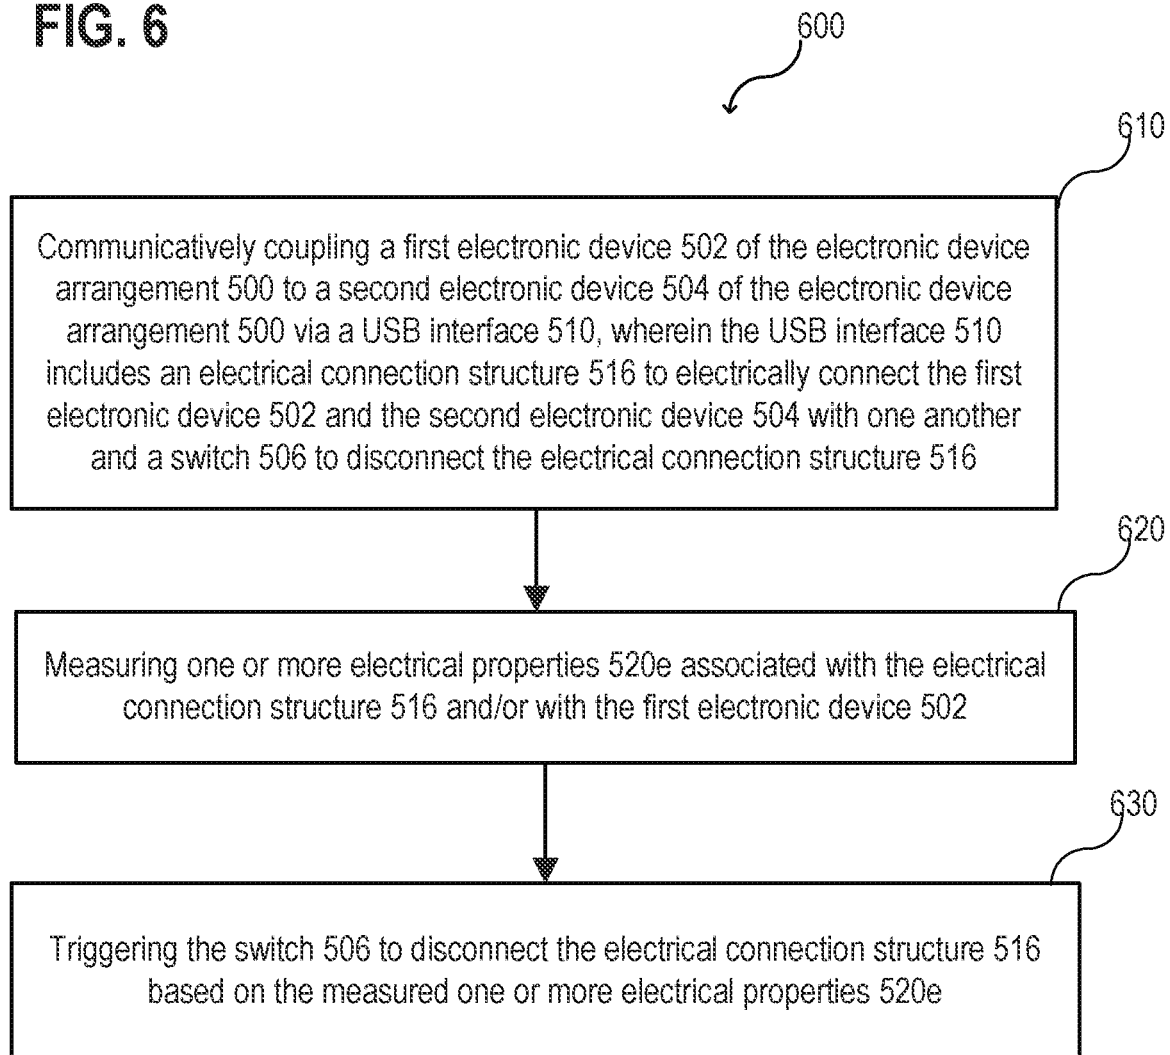 FIG. 6
600
610
Communicatively coupling a first electronic device 502 of the electronic device
arrangement 500 to a second electronic device 504 of the electronic device
arrangement 500 via a USB interface 510, wherein the USB interface 510
includes an electrical connection structure 516 to electrically connect the first
electronic device 502 and the second electronic device 504 with one another
and a switch 506 to disconnect the electrical connection structure 516
620
Measuring one or more electrical properties 520e associated with the electrical
connection structure 516 and/or with the first electronic device 502
630
Triggering the switch 506 to disconnect the electrical connection structure 516
based on the measured one or more electrical properties 520e